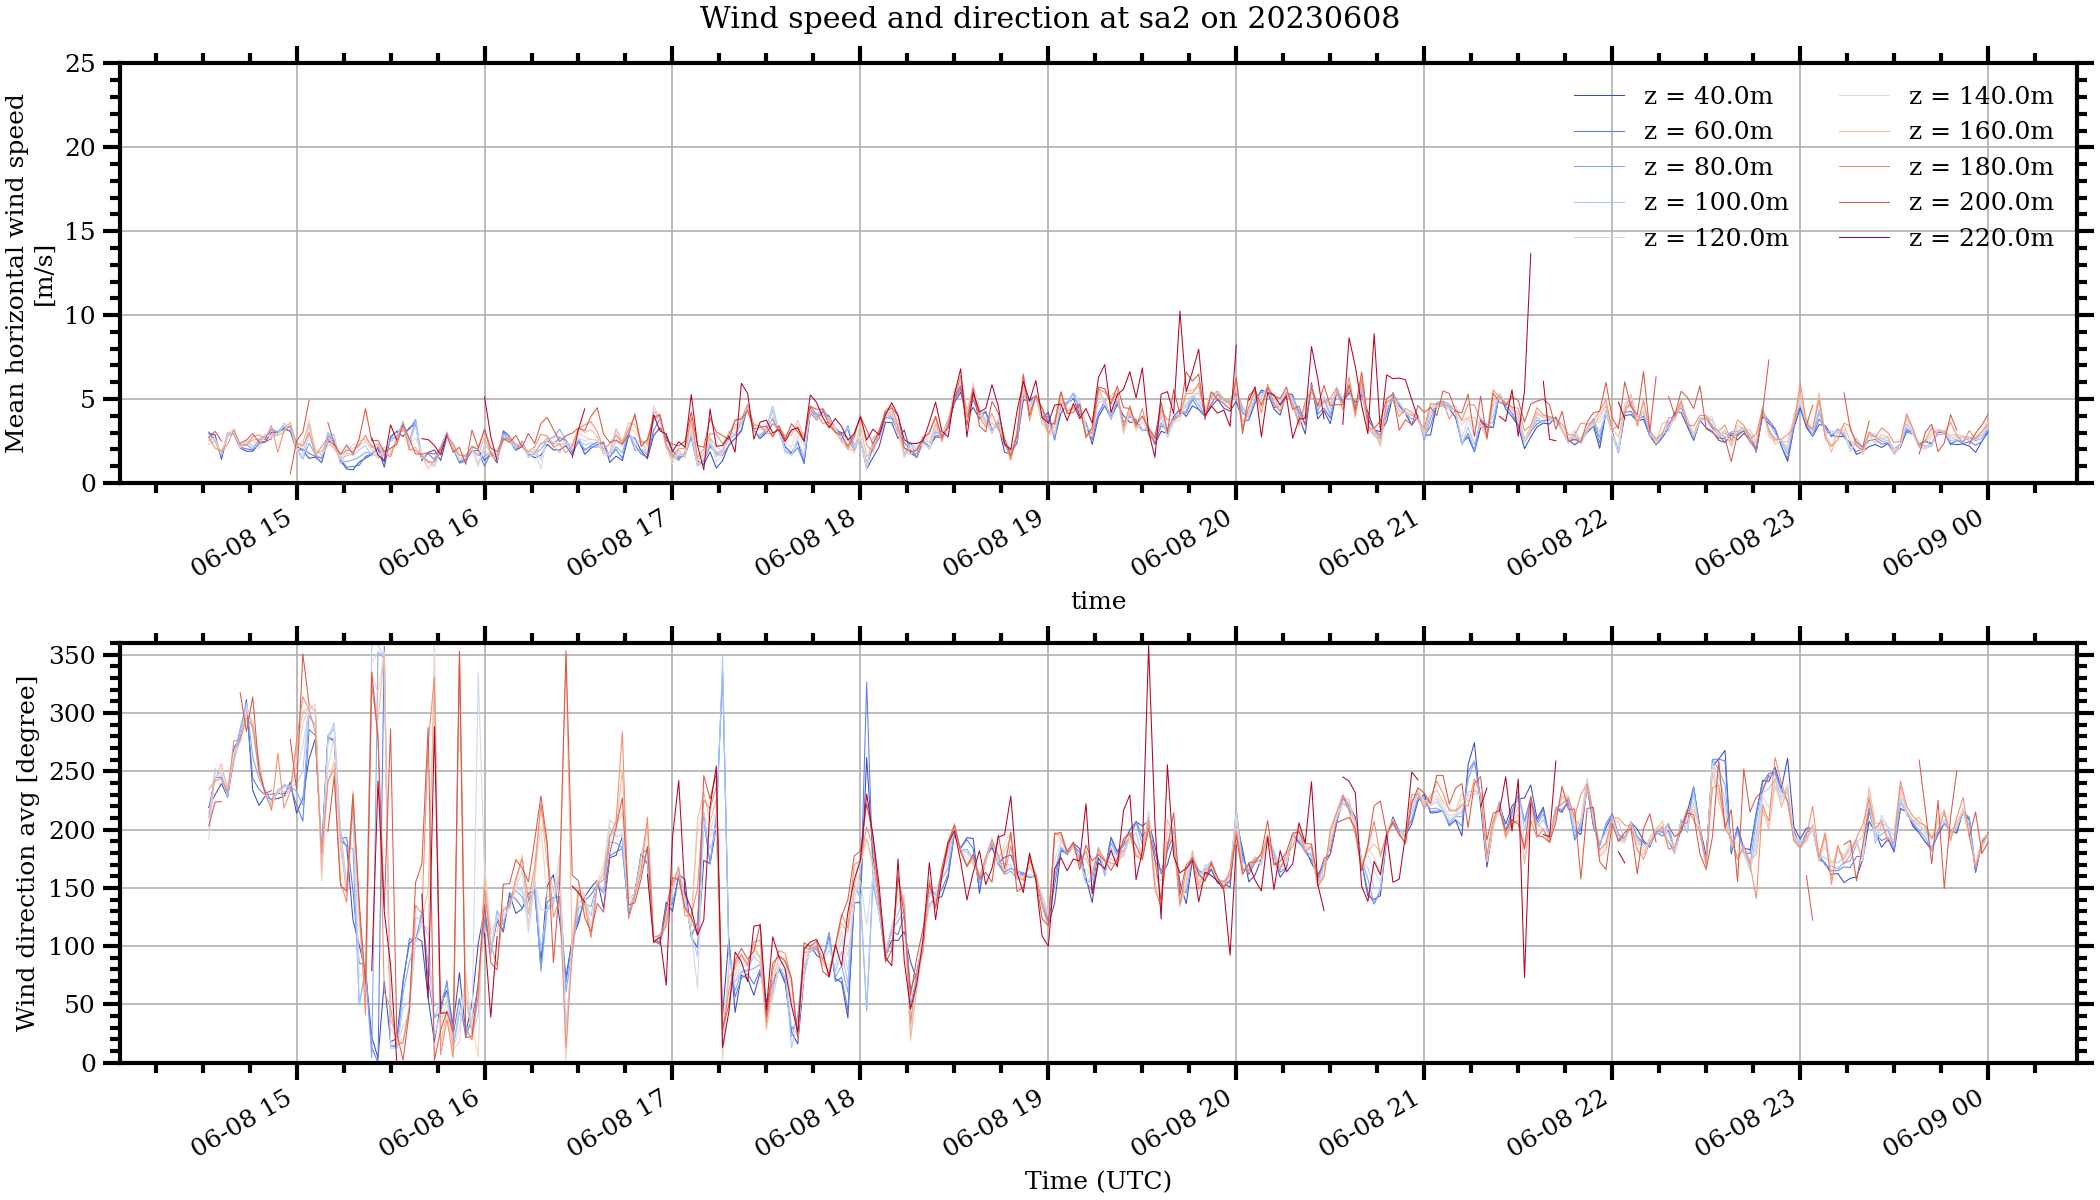 Wind speed and direction at sa2 on 20230608
Mean horizontal wind speed
[m/s]
25
20
15
10
5
0
z = 40.0m
z = 60.0m
z = 80.0m
z = 100.0m
z = 120.0m
z = 140.0m
z = 160.0m
z = 180.0m
z = 200.0m
z = 220.0m
06-08 15
06-08 16
06-08 17
06-08 18
06-08 19
06-08 20
06-08 21
06-08 22
06-08 23
06-09 00
time
Wind direction avg [degree]
350
300
250
200
150
100
50
0
06-08 15
06-08 16
06-08 17
06-08 18
06-08 19
06-08 20
06-08 21
06-08 22
06-08 23
06-09 00
Time (UTC)